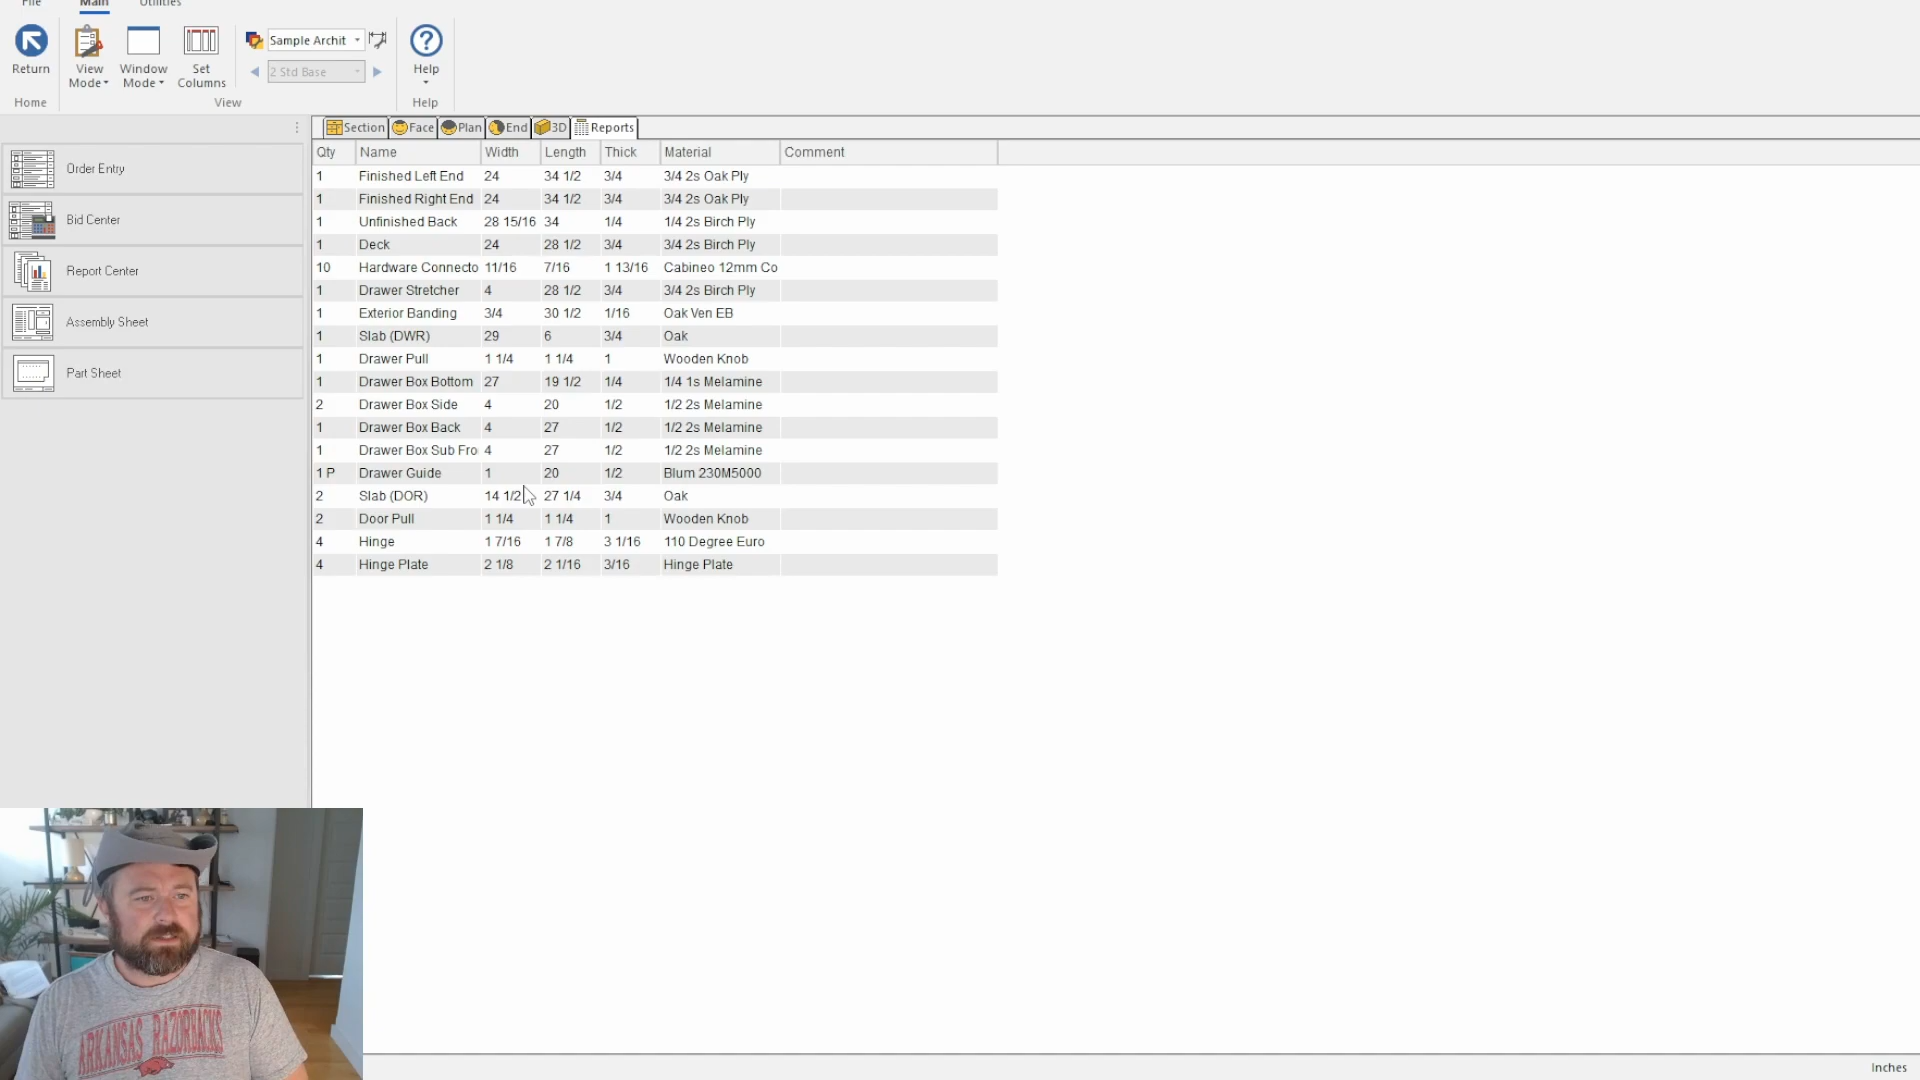 File Main Utilities
Return
View Mode
Window Mode
Set Columns
Sample Archit
2 Std Base
Help
Home View Help
Section Face Plan End 3D Reports
Order Entry
Bid Center
Report Center
Assembly Sheet
Part Sheet
Qty Name Width Length Thick Material Comment
1 Finished Left End 24 34 1/2 3/4 3/4 2s Oak Ply
1 Finished Right End 24 34 1/2 3/4 3/4 2s Oak Ply
1 Unfinished Back 28 15/16 34 1/4 1/4 2s Birch Ply
1 Deck 24 28 1/2 3/4 3/4 2s Birch Ply
10 Hardware Connecto 11/16 7/16 1 13/16 Cabineo 12mm Co
1 Drawer Stretcher 4 28 1/2 3/4 3/4 2s Birch Ply
1 Exterior Banding 3/4 30 1/2 1/16 Oak Ven EB
1 Slab (DWR) 29 6 3/4 Oak
1 Drawer Pull 1 1/4 1 1/4 1 Wooden Knob
1 Drawer Box Bottom 27 19 1/2 1/4 1/4 1s Melamine
2 Drawer Box Side 4 20 1/2 1/2 2s Melamine
1 Drawer Box Back 4 27 1/2 1/2 2s Melamine
1 Drawer Box Sub Fro 4 27 1/2 1/2 2s Melamine
1 P Drawer Guide 1 20 1/2 Blum 230M5000
2 Slab (DOR) 14 1/2 27 1/4 3/4 Oak
2 Door Pull 1 1/4 1 1/4 1 Wooden Knob
4 Hinge 1 7/16 1 7/8 3 1/16 110 Degree Euro
4 Hinge Plate 2 1/8 2 1/16 3/16 Hinge Plate
ARKANSAS RAZORBACKS
Inches